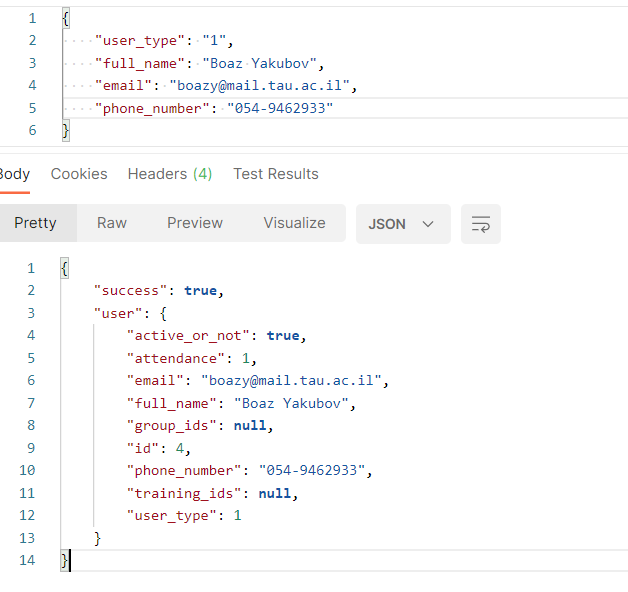 1 {
2 "user_type": "1",
3 "full_name": "Boaz Yakubov",
4 "email": "boazy@mail.tau.ac.il",
5 "phone_number": "054-9462933"
6 }
Body Cookies Headers (4) Test Results
Pretty Raw Preview Visualize JSON
1 {
2 "success": true,
3 "user": {
4 "active_or_not": true,
5 "attendance": 1,
6 "email": "boazy@mail.tau.ac.il",
7 "full_name": "Boaz Yakubov",
8 "group_ids": null,
9 "id": 4,
10 "phone_number": "054-9462933",
11 "training_ids": null,
12 "user_type": 1
13 }
14 }